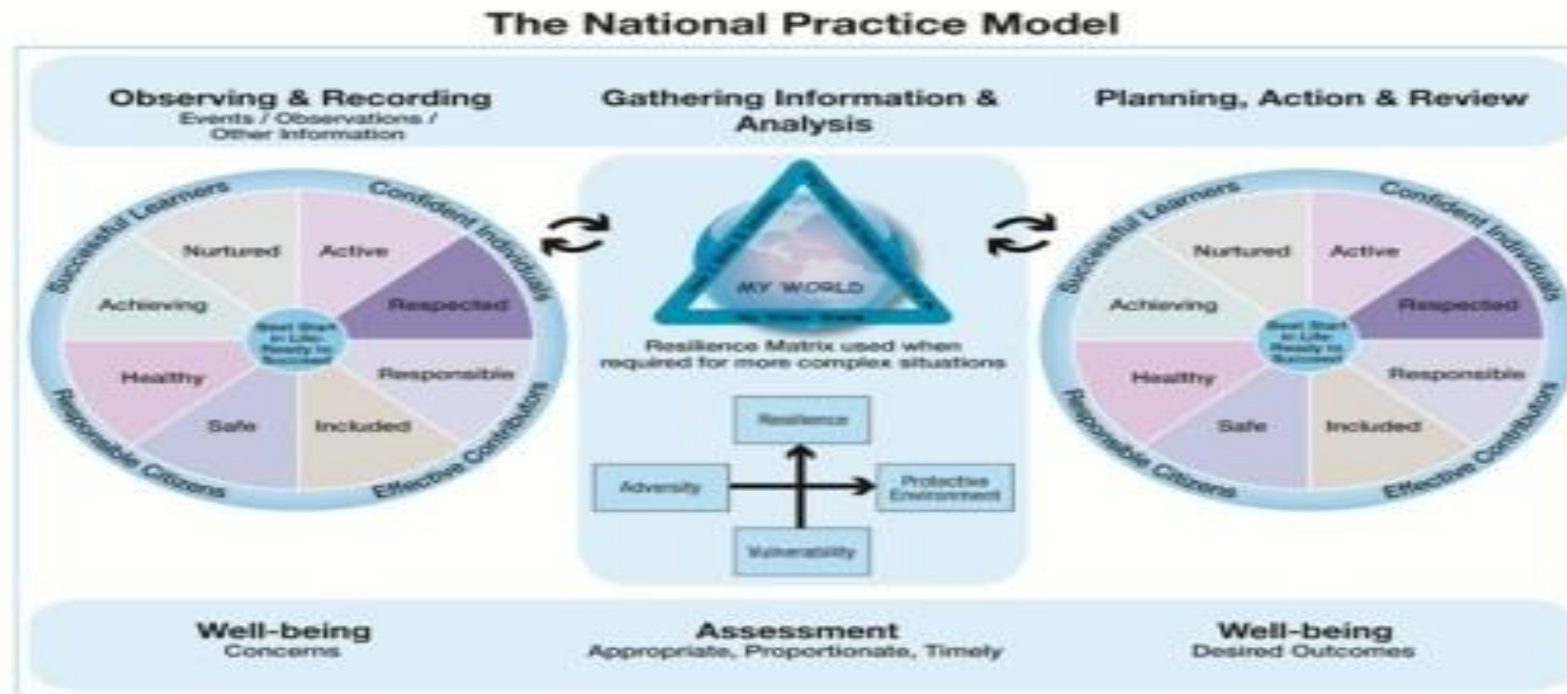 The National Practice Model
Observing & Recording
Events / Observations /
Other Information
Gathering Information &
Analysis
Planning, Action & Review
Successful Learners
Confident Individuals
Nurtured
Active
Achieving
Respected
Best Start
in Life-
Ready to
Succeed
Healthy
Responsible
Safe
Included
Responsible Citizens
Effective Contributors
MY WORLD
Resilience Matrix used when
required for more complex situations
Resilience
Adversity
Protective
Environment
Vulnerability
Successful Learners
Confident Individuals
Nurtured
Active
Achieving
Respected
Best Start
in Life-
Ready to
Succeed
Healthy
Responsible
Safe
Included
Responsible Citizens
Effective Contributors
Well-being
Concerns
Assessment
Appropriate, Proportionate, Timely
Well-being
Desired Outcomes